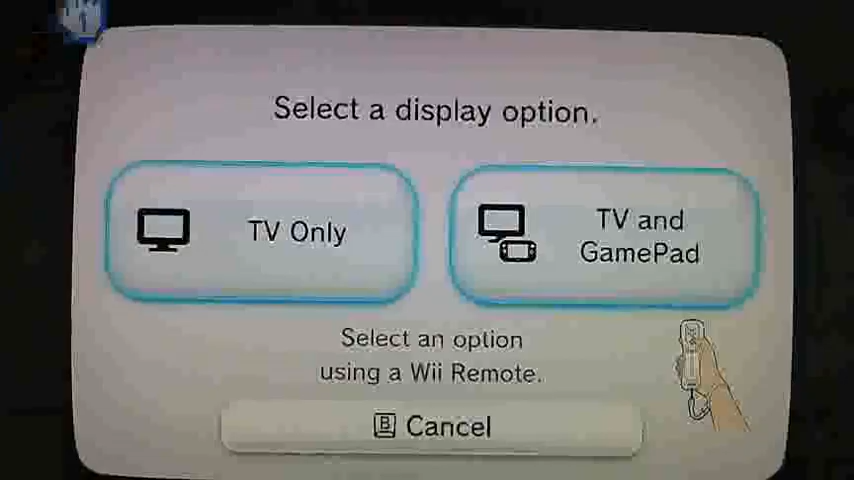 Select a display option.
TV Only
TV and
GamePad
Select an option
using a Wii Remote.
B Cancel